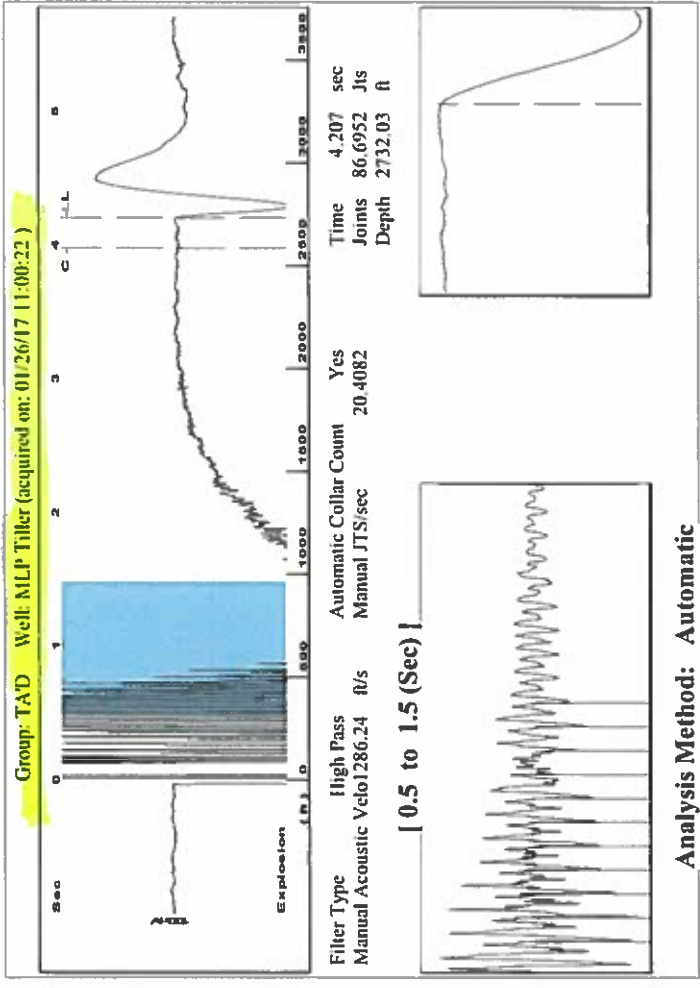 Group: TA'D Well: MLP Tiller (acquired on: 01/26/17 11:00:22 )
Sec 0 1 2 3 C 4 LL 5
Explosion
(ft) 0 500 1000 1500 2000 2500 3000 3500
Filter Type High Pass Automatic Collar Count Yes Time 4.207 sec
Manual Acoustic Velo1286.24 ft/s Manual JTS/sec 20.4082 Joints 86.6952 Jts
Depth 2732.03 ft
[ 0.5 to 1.5 (Sec) ]
Analysis Method: Automatic